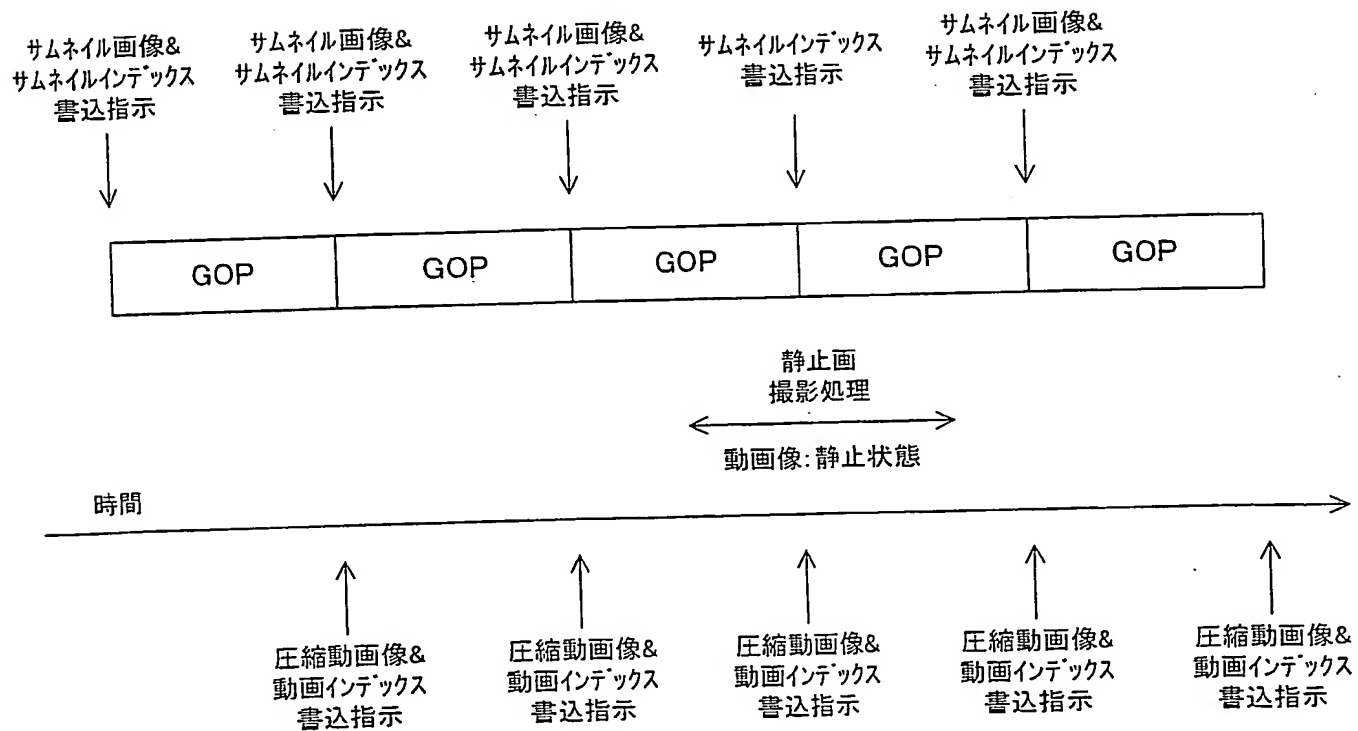 サムネイル画像&
サムネイルインデックス
書込指示
サムネイル画像&
サムネイルインデックス
書込指示
サムネイル画像&
サムネイルインデックス
書込指示
サムネイルインデックス
書込指示
サムネイル画像&
サムネイルインデックス
書込指示
GOP
GOP
GOP
GOP
GOP
静止画
撮影処理
動画像:静止状態
時間
圧縮動画像&
動画インデックス
書込指示
圧縮動画像&
動画インデックス
書込指示
圧縮動画像&
動画インデックス
書込指示
圧縮動画像&
動画インデックス
書込指示
圧縮動画像&
動画インデックス
書込指示